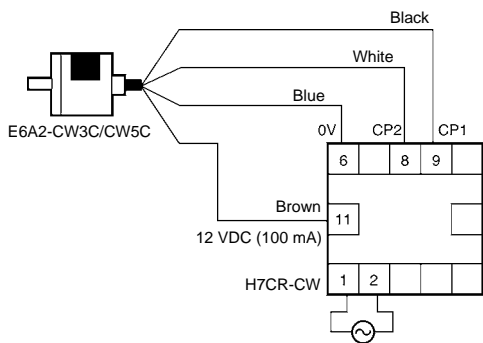 Black
White
Blue
E6A2-CW3C/CW5C
0V CP2 CP1
6 8 9
Brown
11
12 VDC (100 mA)
H7CR-CW
1 2